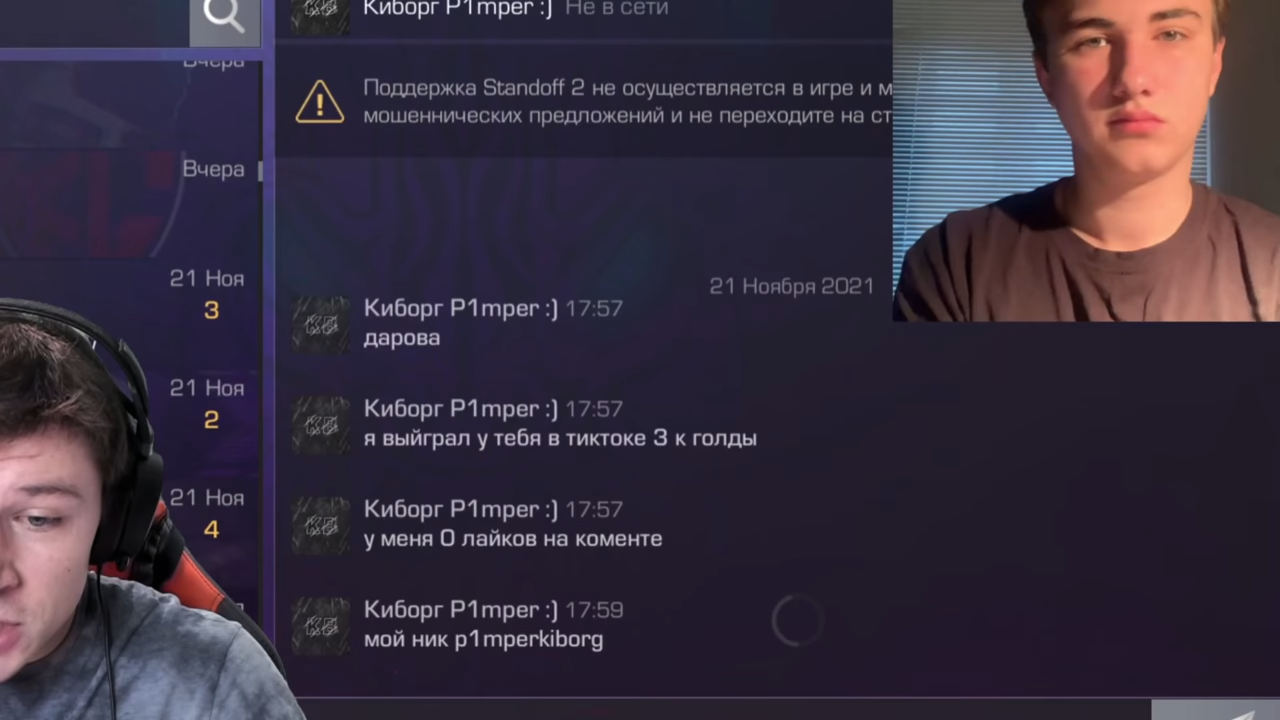 Вчера
Вчера
21 Ноя
3
21 Ноя
2
21 Ноя
4
Киборг P1mper :) Не в сети
Поддержка Standoff 2 не осуществляется в игре и м
мошеннических предложений и не переходите на ст
21 Ноября 2021
Киборг P1mper :) 17:57
дарова
Киборг P1mper :) 17:57
я выйграл у тебя в тиктоке 3 к голды
Киборг P1mper :) 17:57
у меня 0 лайков на коменте
Киборг P1mper :) 17:59
мой ник p1mperkiborg